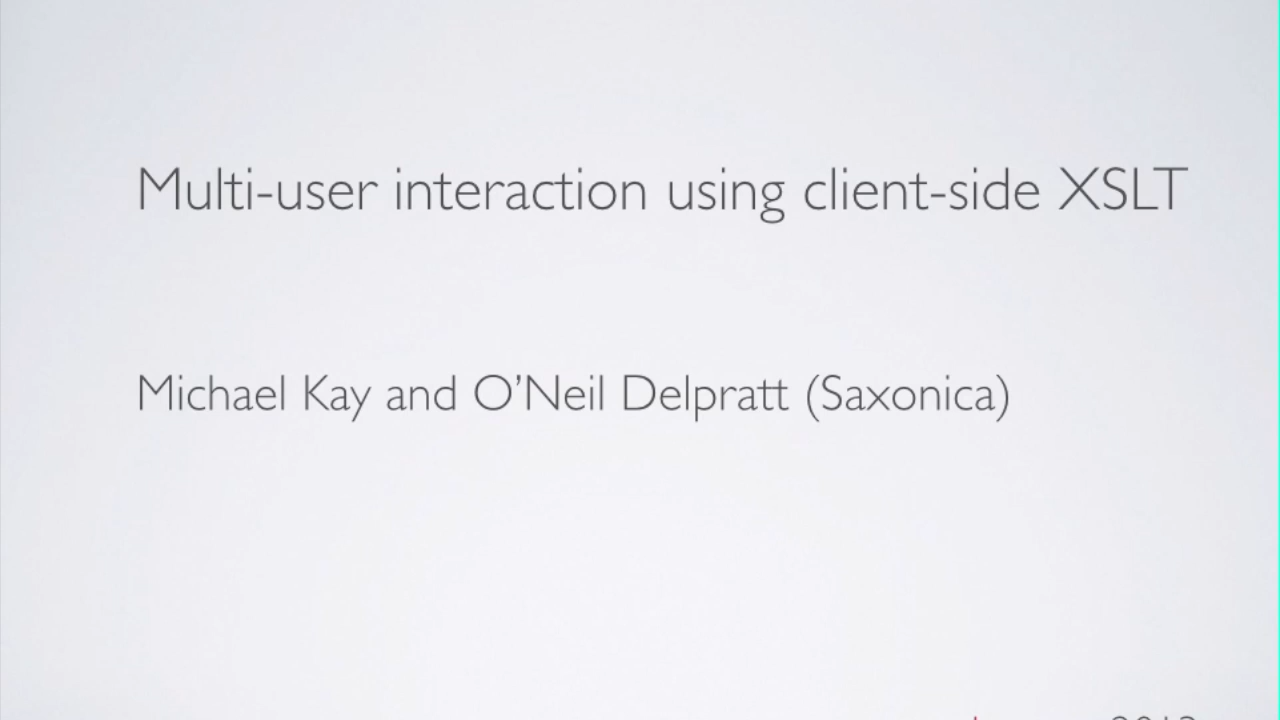 Multi-user interaction using client-side XSLT
Michael Kay and O’Neil Delpratt (Saxonica)